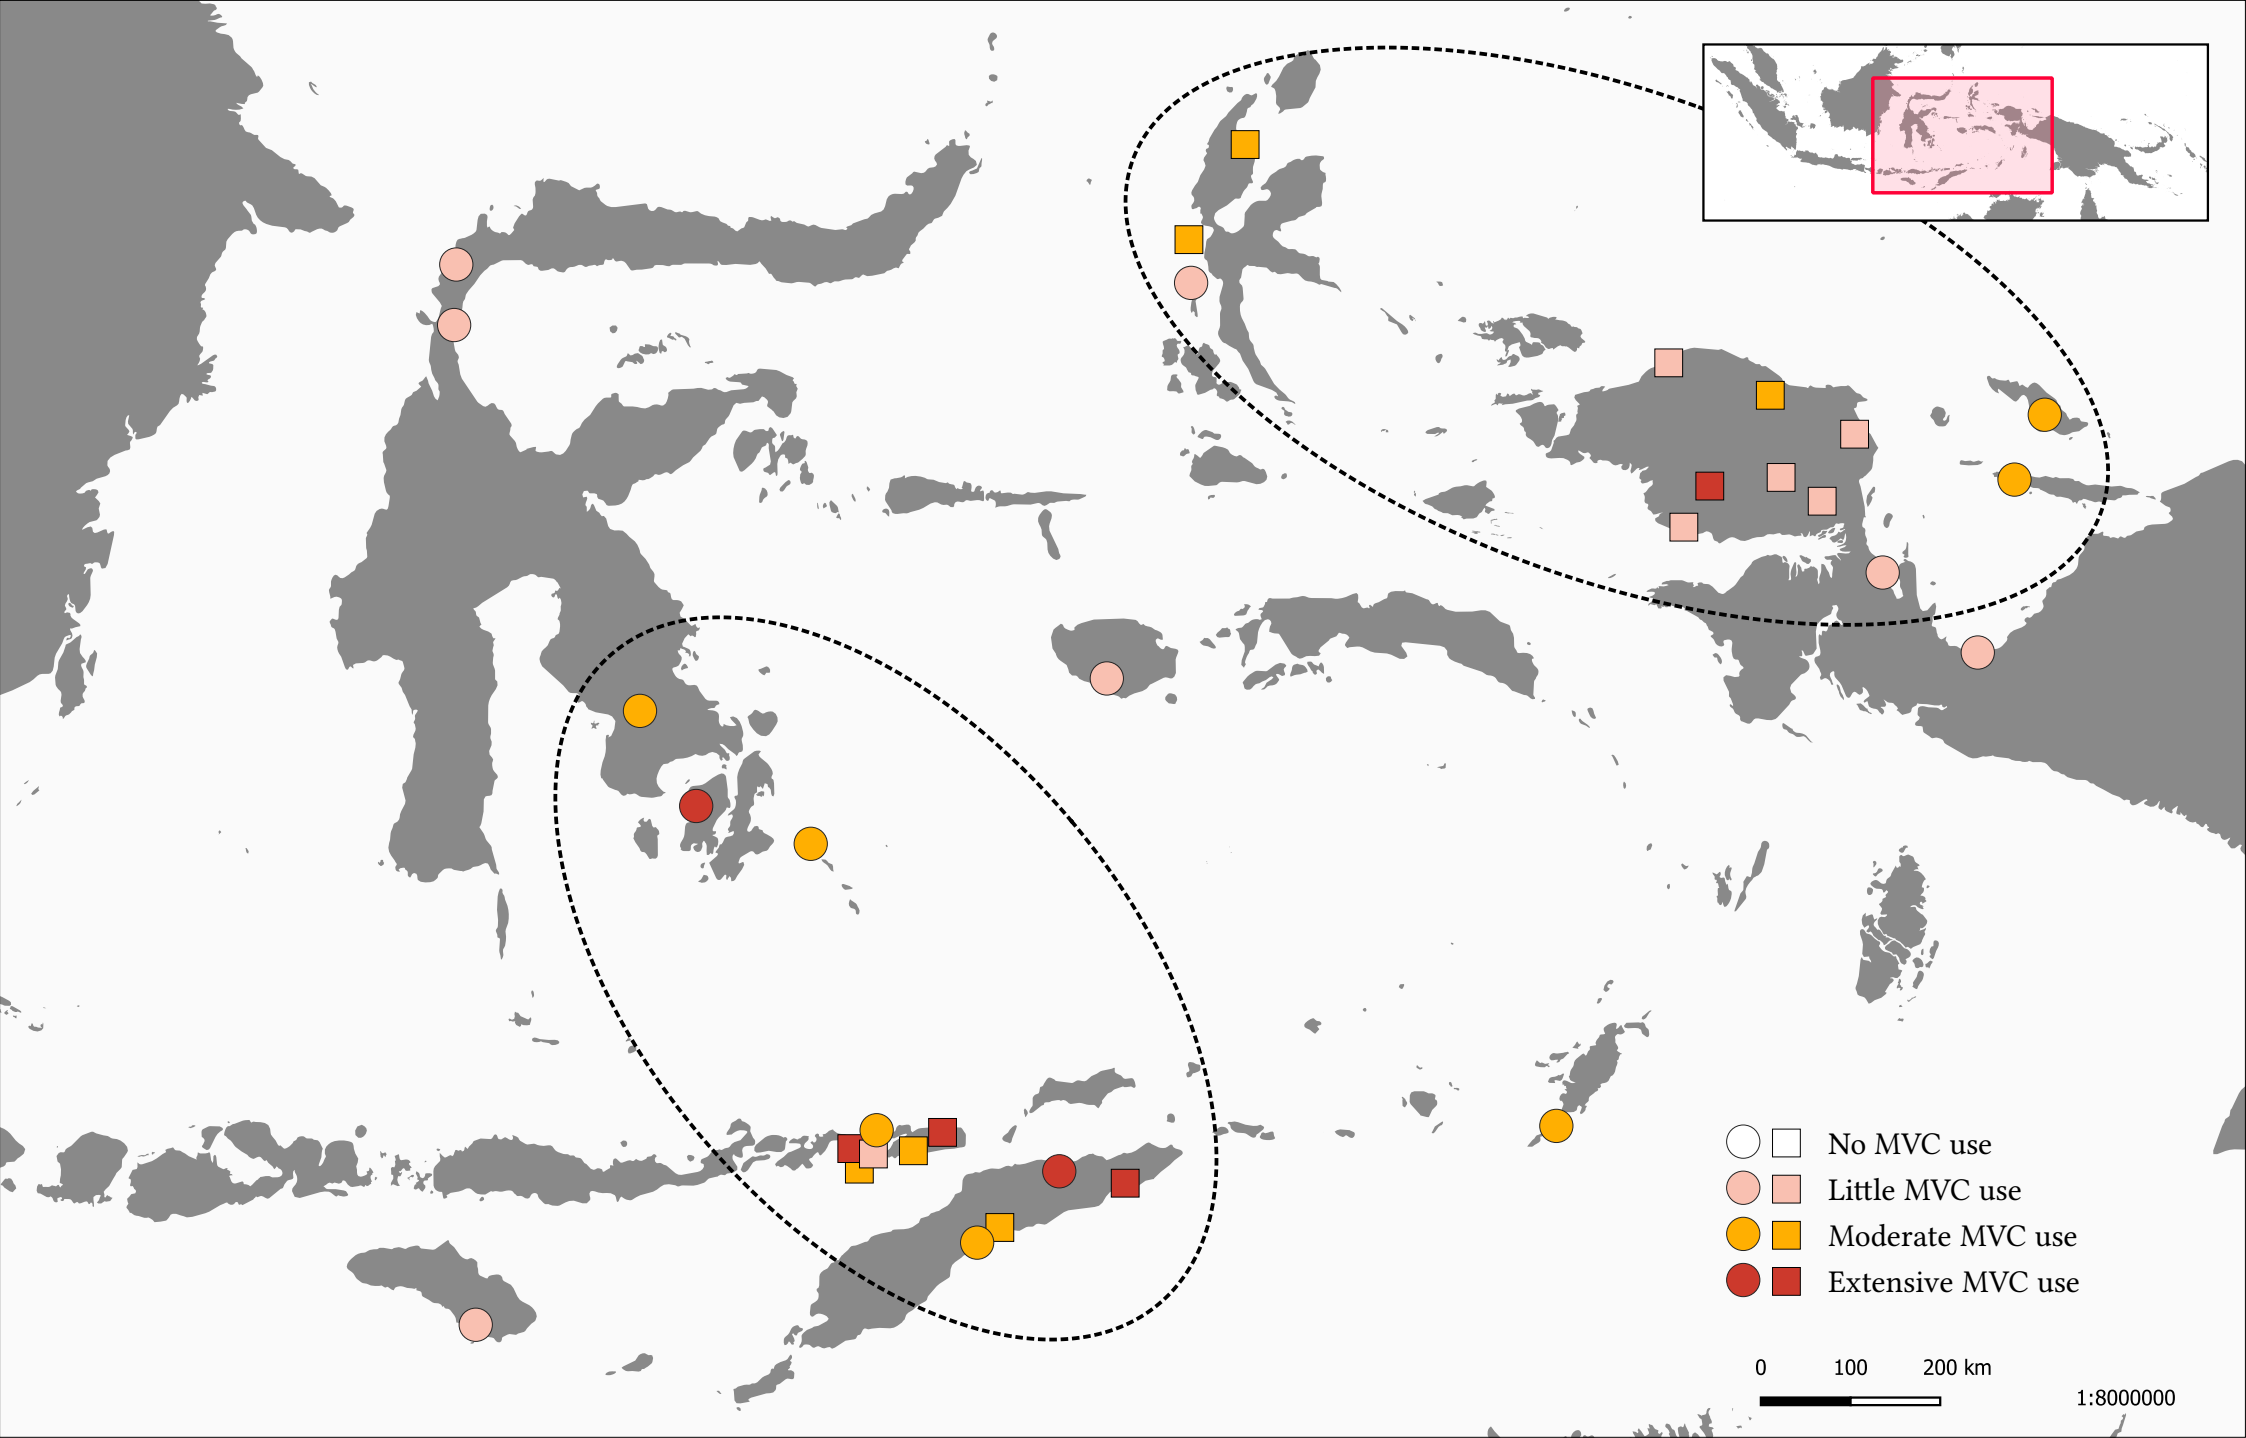 No MVC use
Little MVC use
Moderate MVC use
Extensive MVC use
0 100 200 km
1:8000000